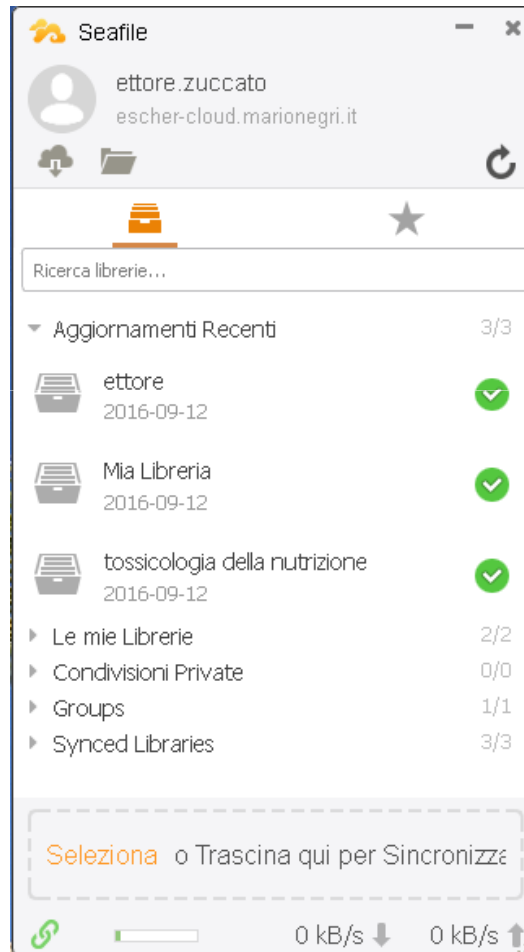 Seafile
ettore.zuccato
escher-cloud.marionegri.it
Ricerca librerie...
Aggiornamenti Recenti 3/3
ettore
2016-09-12
Mia Libreria
2016-09-12
tossicologia della nutrizione
2016-09-12
Le mie Librerie 2/2
Condivisioni Private 0/0
Groups 1/1
Synced Libraries 3/3
Seleziona o Trascina qui per Sincronizza
0 kB/s 0 kB/s